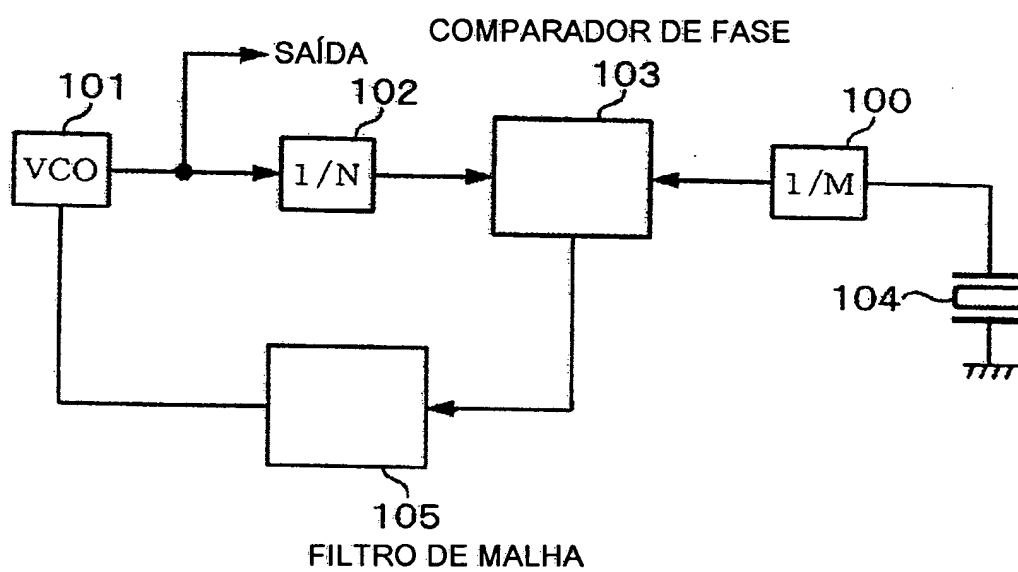 COMPARADOR DE FASE
SAÍDA
101
102
103
100
VCO
1/N
1/M
104
105
FILTRO DE MALHA